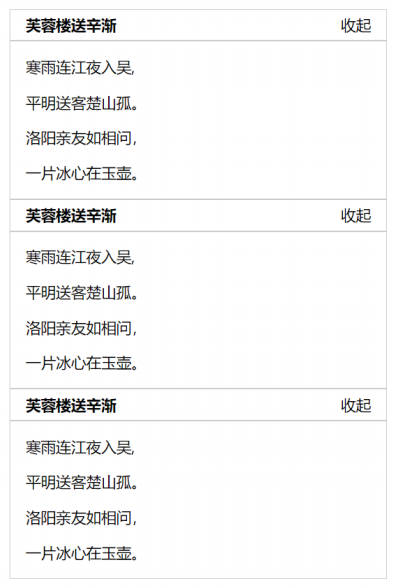 芙蓉楼送辛渐 收起
寒雨连江夜入吴,
平明送客楚山孤。
洛阳亲友如相问，
一片冰心在玉壶。
芙蓉楼送辛渐 收起
寒雨连江夜入吴,
平明送客楚山孤。
洛阳亲友如相问，
一片冰心在玉壶。
芙蓉楼送辛渐 收起
寒雨连江夜入吴,
平明送客楚山孤。
洛阳亲友如相问，
一片冰心在玉壶。